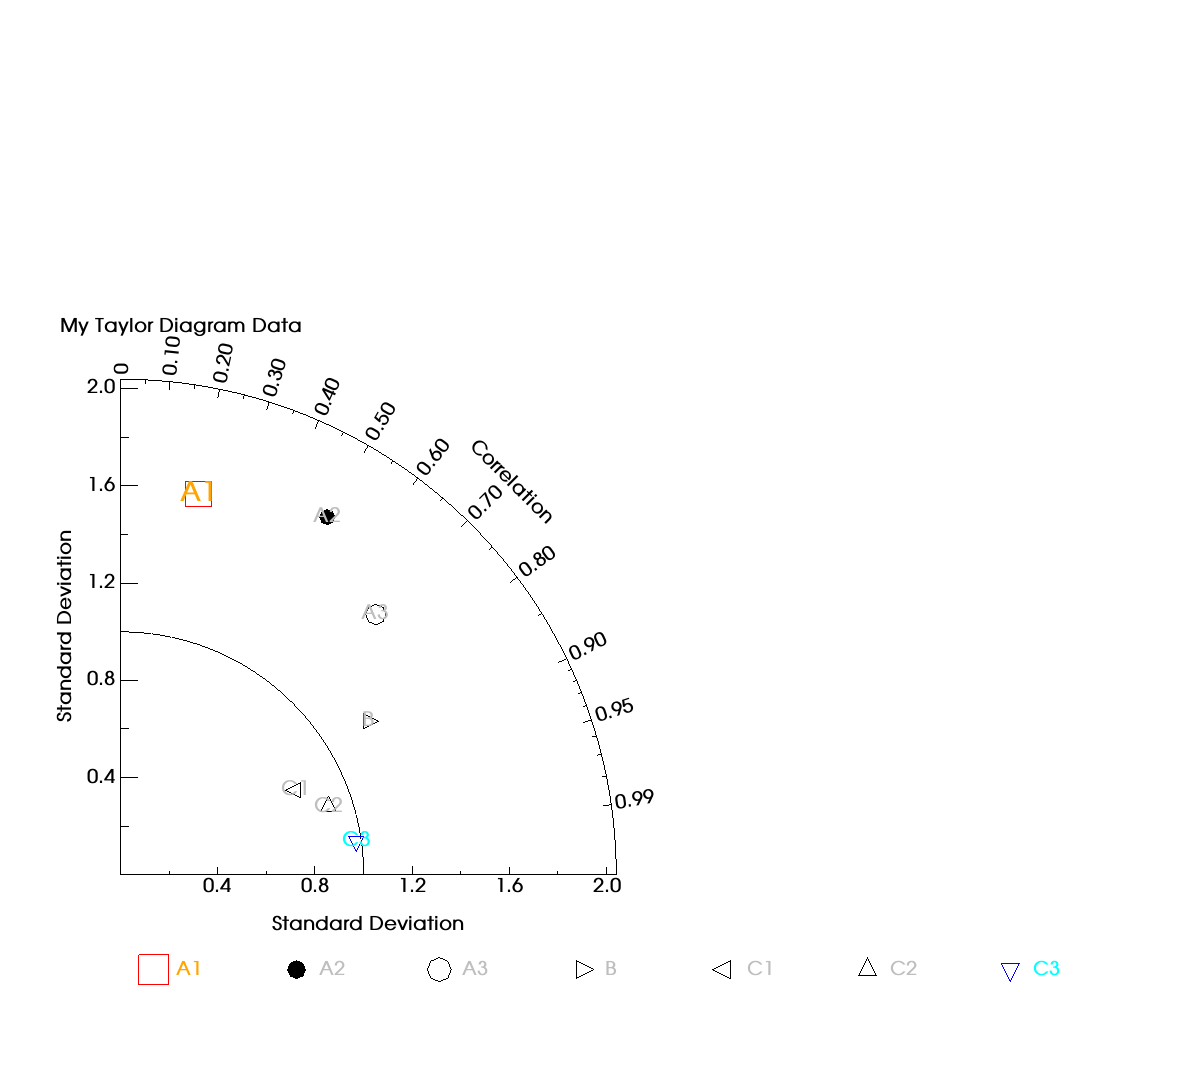 My Taylor Diagram Data
0
0.10
0.20
0.30
0.40
0.50
0.60
Correlation
0.70
0.80
0.90
0.95
0.99
2.0
1.6
1.2
0.8
0.4
Standard Deviation
A1
A2
A3
B
C1
C2
C3
0.4 0.8 1.2 1.6 2.0
Standard Deviation
A1 A2 A3 B C1 C2 C3